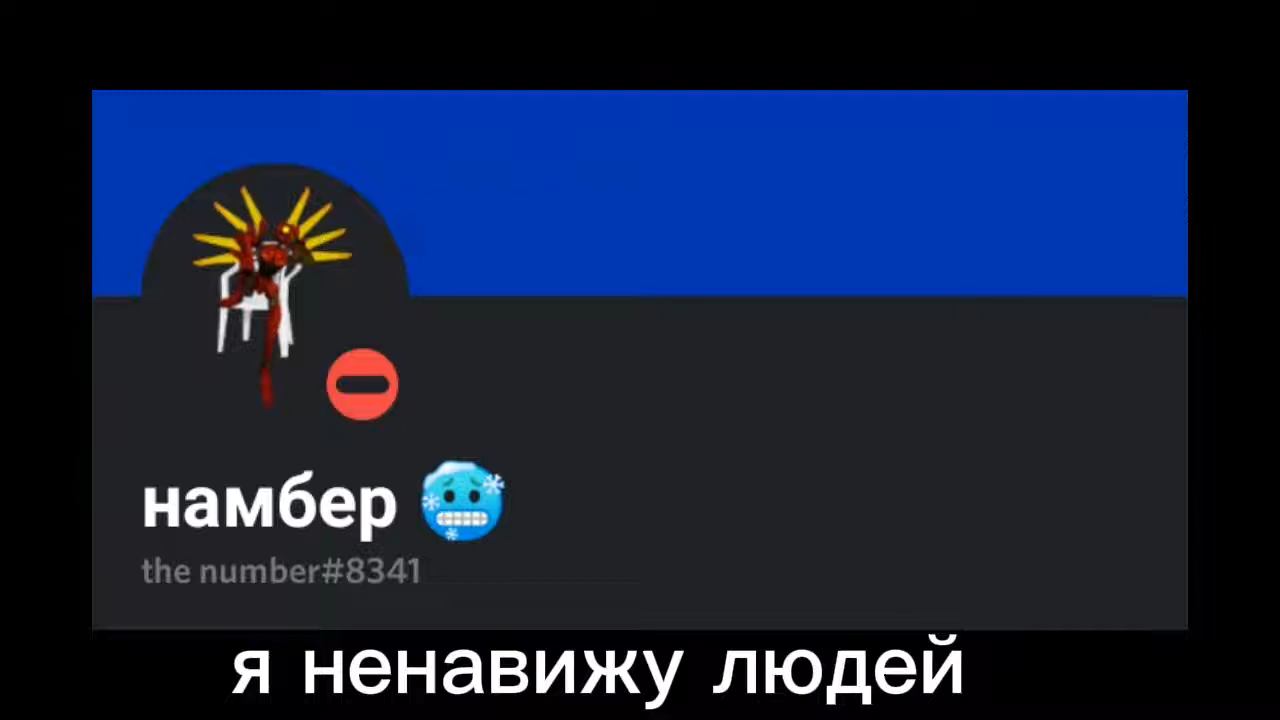 намбер 🥶
the number#8341
я ненавижу людей